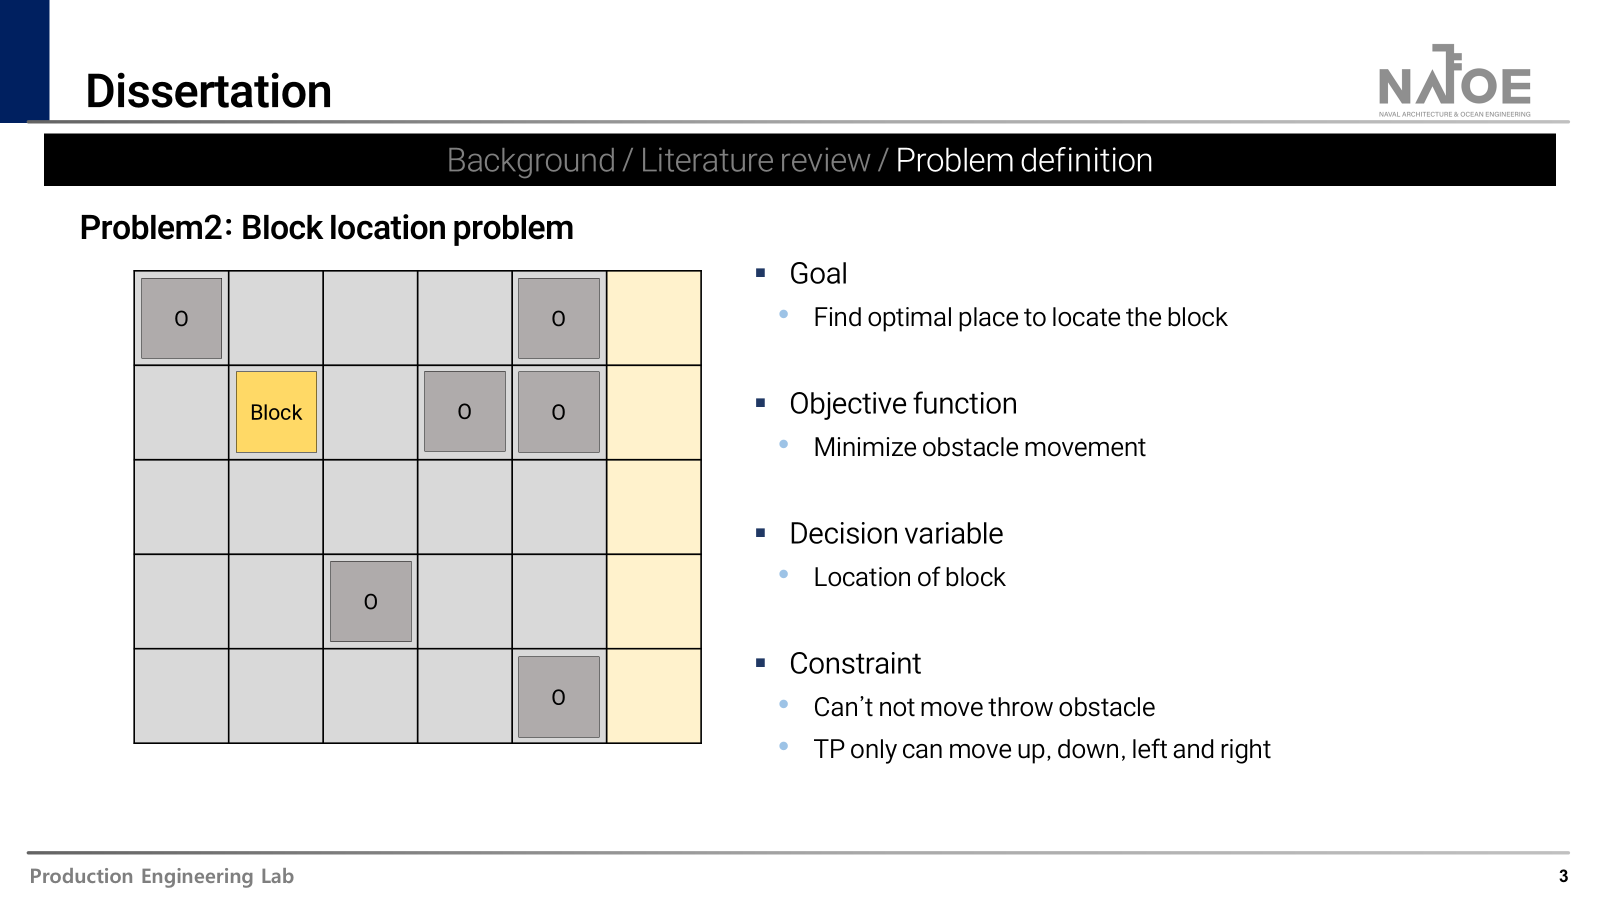 Dissertation
NATOE
NAVAL ARCHITECTURE & OCEAN ENGINEERING
Background / Literature review / Problem definition
Problem2: Block location problem
O
O
Block
O
O
O
O
▪ Goal
• Find optimal place to locate the block
▪ Objective function
• Minimize obstacle movement
▪ Decision variable
• Location of block
▪ Constraint
• Can’t not move throw obstacle
• TP only can move up, down, left and right
Production Engineering Lab
3